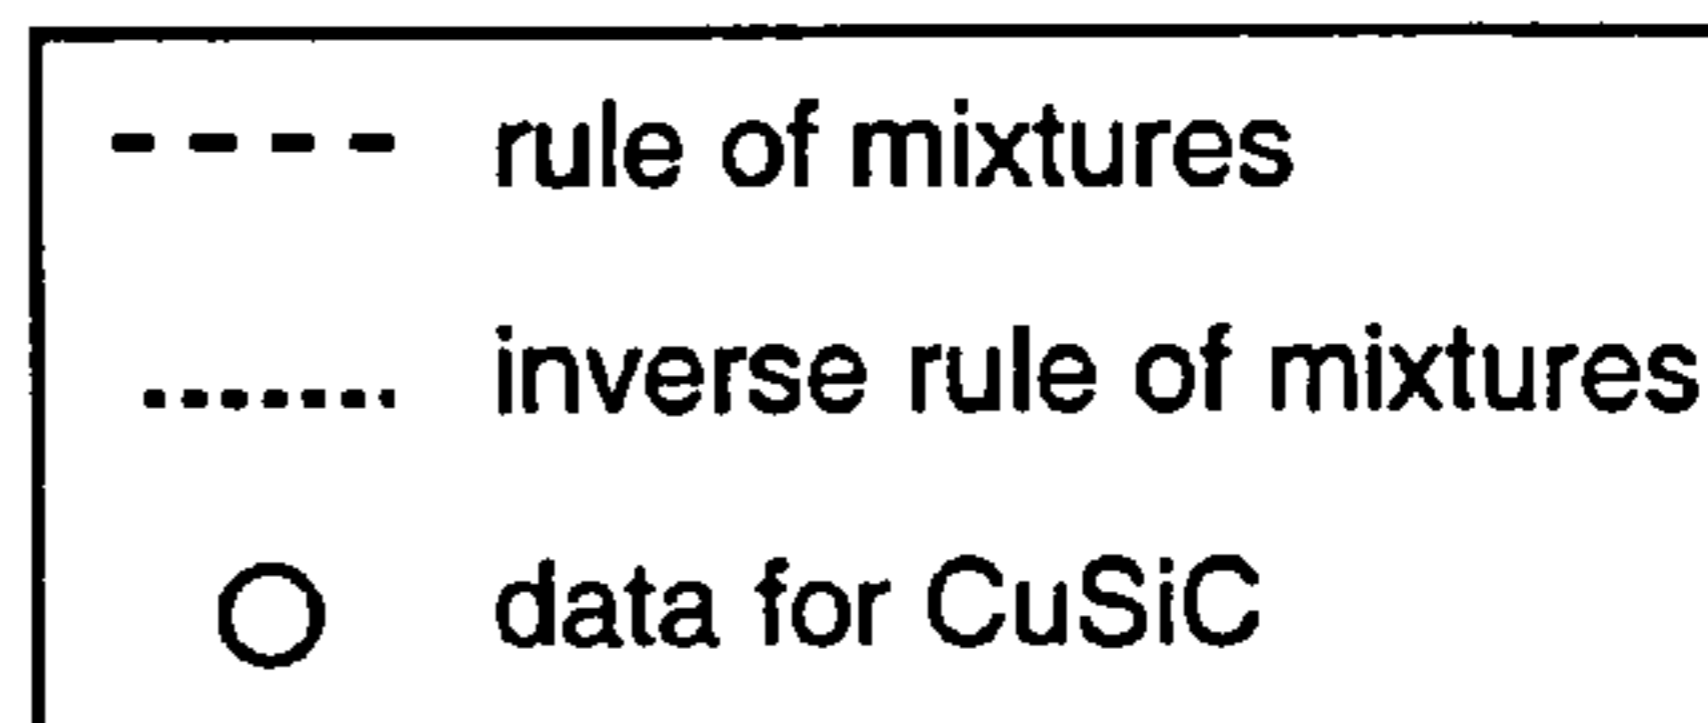 rule of mixtures
inverse rule of mixtures
data for CuSiC